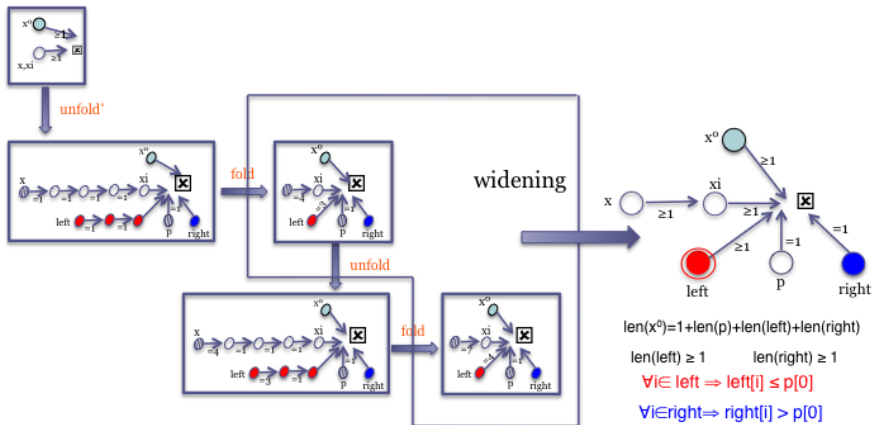 x⁰
≥1
x,xi
≥1
unfold*
x⁰
x
xi
=1
=1
=1
=1
left
=1
=1
=1
p
right
fold
x⁰
xi
=4
=3
left
=1
p
right
unfold
x⁰
x
xi
=4
=1
=1
=1
left
=3
=1
=1
p
right
fold
x⁰
xi
=7
=4
left
=1
p
right
widening
x⁰
≥1
x
xi
≥1
≥1
≥1
=1
=1
left
p
right
len(x⁰)=1+len(p)+len(left)+len(right)
len(left) ≥ 1 len(right) ≥ 1
∀i∈ left ⇒ left[i] ≤ p[0]
∀i∈right⇒ right[i] > p[0]